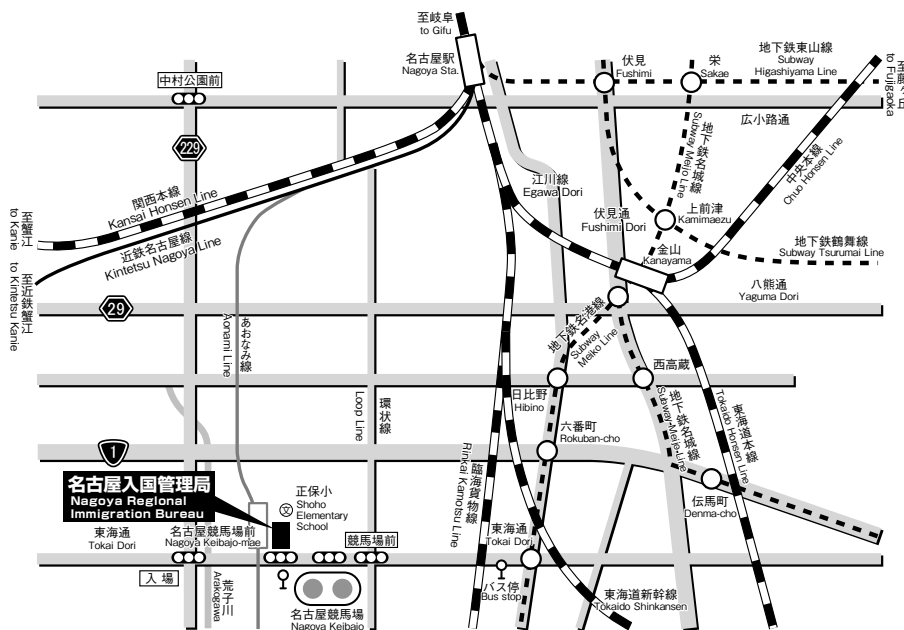 至岐阜
to Gifu
名古屋駅
Nagoya Sta.
伏見
Fushimi
栄
Sakae
地下鉄東山線
Subway
Higashiyama Line
至藤ヶ丘
to Fujigaoka
中村公園前
広小路通
229
地下鉄名城線
Subway Meijo Line
中央本線
Chuo Honsen Line
関西本線
Kansai Honsen Line
江川線
Egawa Dori
上前津
Kamimaezu
伏見通
Fushimi Dori
至蟹江
to Kanie
近鉄名古屋線
Kintetsu Nagoya Line
金山
Kanayama
地下鉄鶴舞線
Subway Tsurumai Line
至近鉄蟹江
to Kintetsu Kanie
八熊通
Yaguma Dori
29
あおなみ線
Aonami Line
地下鉄名港線
Subway
Meiko Line
西高蔵
日比野
Hibino
環状線
Loop Line
地下鉄名城線
Subway-Meijo-Line
東海道本線
Tokaido Honsen Line
六番町
Rokuban-cho
1
臨海貨物線
Rinkai Kamotsu Line
伝馬町
Denma-cho
名古屋入国管理局
Nagoya Regional
Immigration Bureau
正保小
Shoho
Elementary
School
文
東海通
Tokai Dori
名古屋競馬場前
Nagoya Keibajo-mae
競馬場前
東海通
Tokai Dori
入場
荒子川
Arakogawa
バス停
Bus stop
名古屋競馬場
Nagoya Keibajo
東海道新幹線
Tokaido Shinkansen